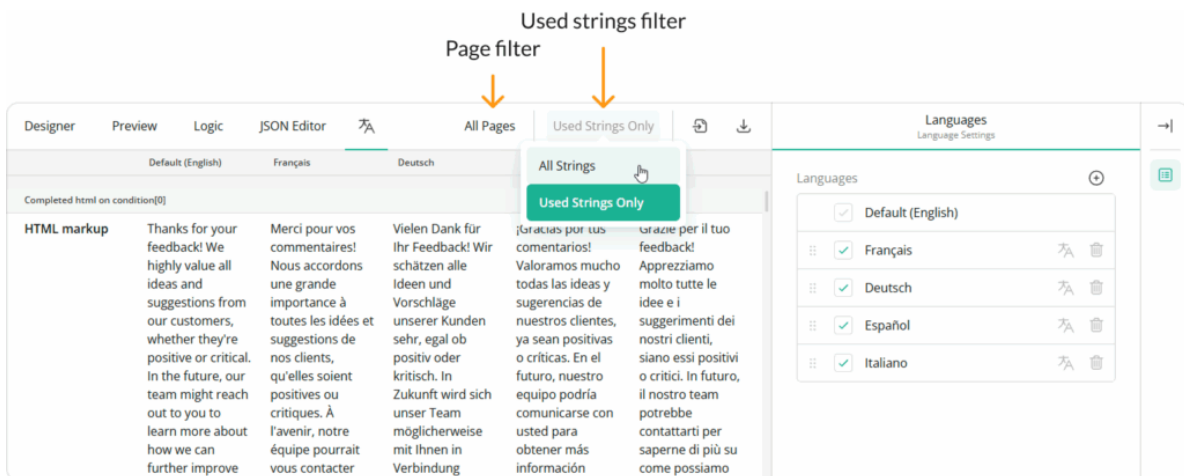 Used strings filter
Page filter
Designer Preview Logic JSON Editor All Pages Used Strings Only
Languages
Language Settings
Default (English) Français Deutsch
All Strings
Used Strings Only
Completed html on condition[0]
HTML markup
Thanks for your
feedback! We
highly value all
ideas and
suggestions from
our customers,
whether they're
positive or critical.
In the future, our
team might reach
out to you to
learn more about
how we can
further improve
Merci pour vos
commentaires!
Nous accordons
une grande
importance à
toutes les idées et
suggestions de
nos clients,
qu'elles soient
positives ou
critiques. À
l'avenir, notre
équipe pourrait
vous contacter
Vielen Dank für
Ihr Feedback! Wir
schätzen alle
Ideen und
Vorschläge
unserer Kunden
sehr, egal ob
positiv oder
kritisch. In
Zukunft wird sich
unser Team
möglicherweise
mit Ihnen in
Verbindung
¡Gracias por tus
comentarios!
Valoramos mucho
todas las ideas y
sugerencias de
nuestros clientes,
ya sean positivas
o críticas. En el
futuro, nuestro
equipo podría
comunicarse con
usted para
obtener más
información
Grazie per il tuo
feedback!
Apprezziamo
molto tutte le
idee e i
suggerimenti dei
nostri clienti,
siano essi positivi
o critici. In futuro,
il nostro team
potrebbe
contattarti per
saperne di più su
come possiamo
Languages
Default (English)
Français
Deutsch
Español
Italiano